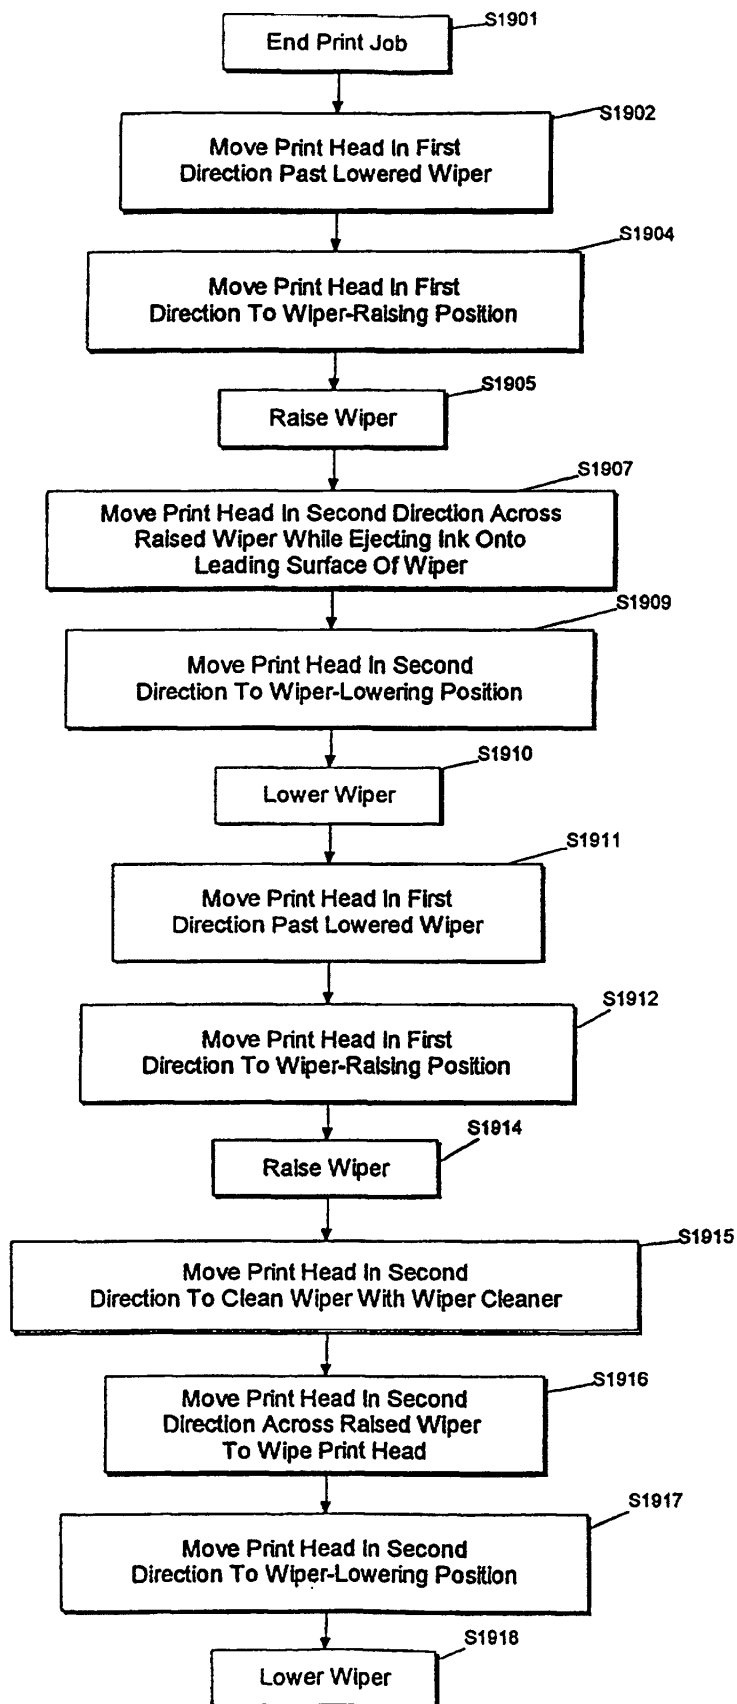 S1901
End Print Job
S1902
Move Print Head In First
Direction Past Lowered Wiper
S1904
Move Print Head In First
Direction To Wiper-Raising Position
S1905
Raise Wiper
S1907
Move Print Head In Second Direction Across
Raised Wiper While Ejecting Ink Onto
Leading Surface Of Wiper
S1909
Move Print Head In Second
Direction To Wiper-Lowering Position
S1910
Lower Wiper
S1911
Move Print Head In First
Direction Past Lowered Wiper
S1912
Move Print Head In First
Direction To Wiper-Raising Position
S1914
Raise Wiper
S1915
Move Print Head In Second
Direction To Clean Wiper With Wiper Cleaner
S1916
Move Print Head In Second
Direction Across Raised Wiper
To Wipe Print Head
S1917
Move Print Head In Second
Direction To Wiper-Lowering Position
S1918
Lower Wiper